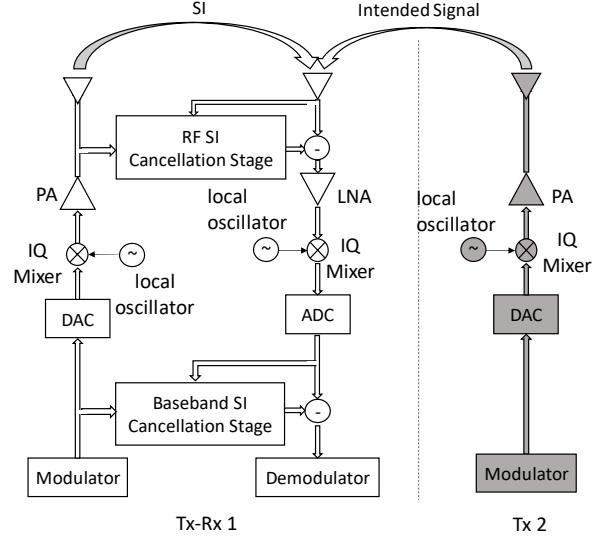 SI
Intended Signal
RF SI
Cancellation Stage
-
PA
LNA
PA
local
oscillator
local
oscillator
~
~
~
IQ
Mixer
local
oscillator
IQ
Mixer
IQ
Mixer
DAC
ADC
DAC
Baseband SI
Cancellation Stage
-
Modulator
Demodulator
Modulator
Tx-Rx 1
Tx 2